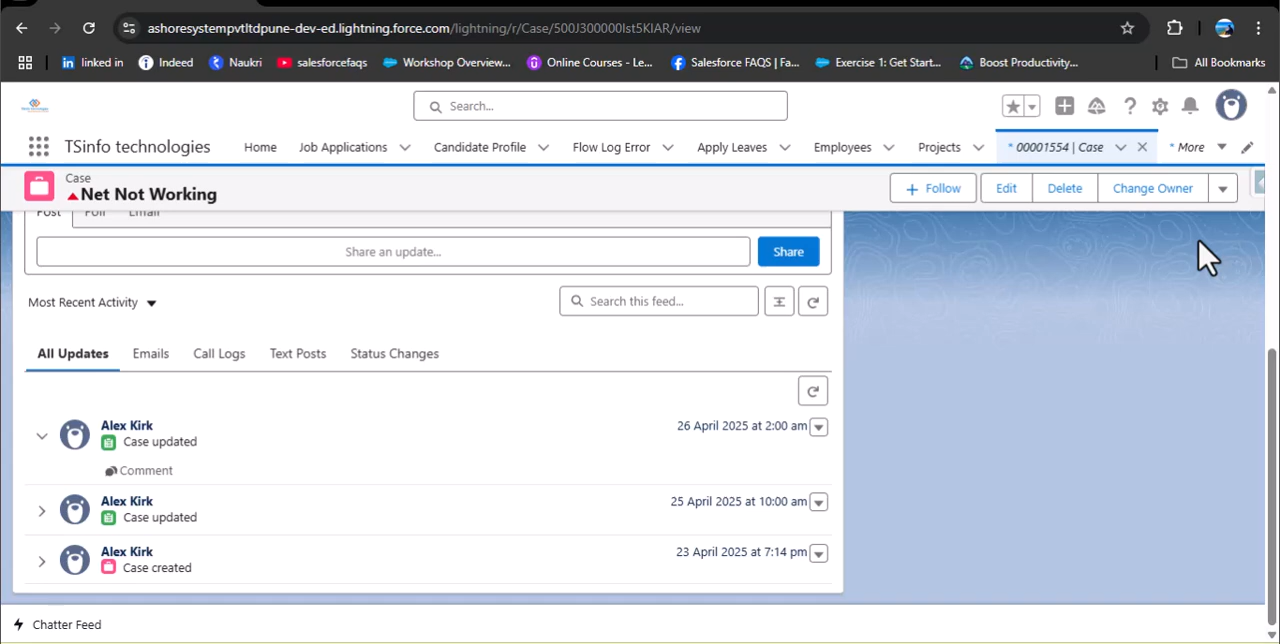 ashoresystempvtltdpune-dev-ed.lightning.force.com/lightning/r/Case/500J300000Ist5KIAR/view
linked in Indeed Naukri salesforcefaqs Workshop Overview... Online Courses - Le... Salesforce FAQS | Fa... Exercise 1: Get Start... Boost Productivity... All Bookmarks
Search...
TSinfo technologies Home Job Applications Candidate Profile Flow Log Error Apply Leaves Employees Projects * 00001554 | Case * More
Case
Net Not Working
Follow Edit Delete Change Owner
Post Poll Email
Share an update... Share
Most Recent Activity Search this feed...
All Updates Emails Call Logs Text Posts Status Changes
Alex Kirk 26 April 2025 at 2:00 am
Case updated
Comment
Alex Kirk 25 April 2025 at 10:00 am
Case updated
Alex Kirk 23 April 2025 at 7:14 pm
Case created
Chatter Feed